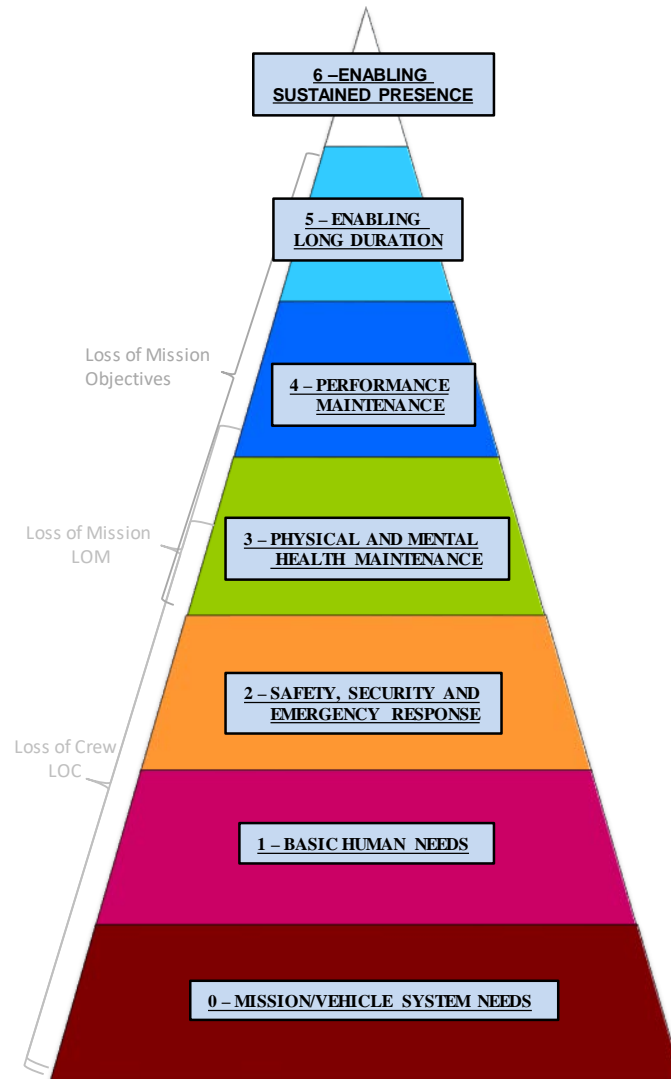 6 –ENABLING
SUSTAINED PRESENCE
5 – ENABLING
LONG DURATION
Loss of Mission
Objectives
4 – PERFORMANCE
MAINTENANCE
Loss of Mission
LOM
3 – PHYSICAL AND MENTAL
HEALTH MAINTENANCE
2 – SAFETY, SECURITY AND
EMERGENCY RESPONSE
Loss of Crew
LOC
1 – BASIC HUMAN NEEDS
0 – MISSION/VEHICLE SYSTEM NEEDS